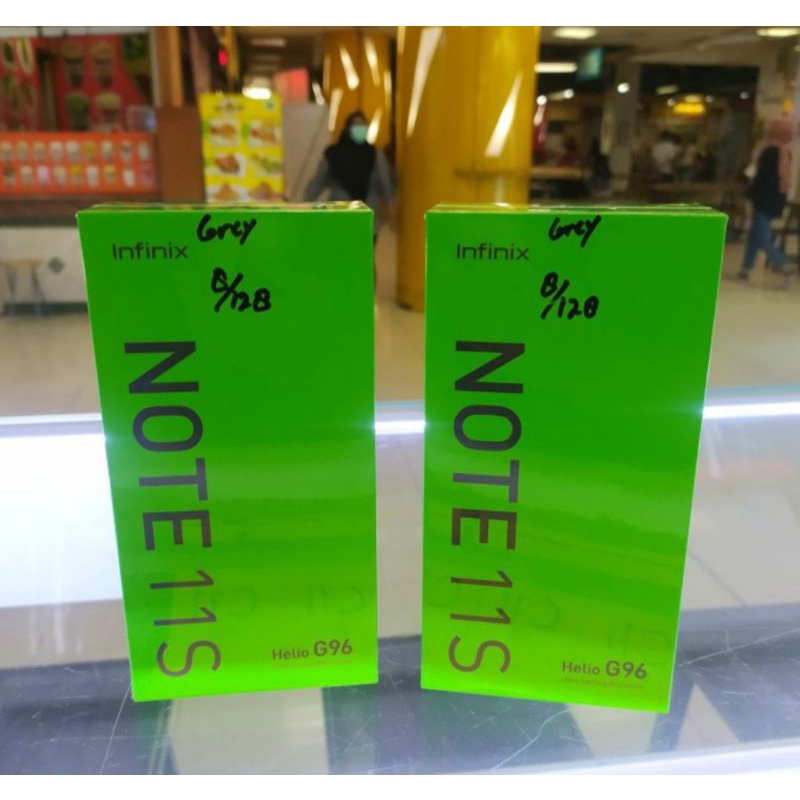 Grey
Infinix
8/128
NOTE 11S
Helio G96
Grey
Infinix
8/128
NOTE 11S
Helio G96